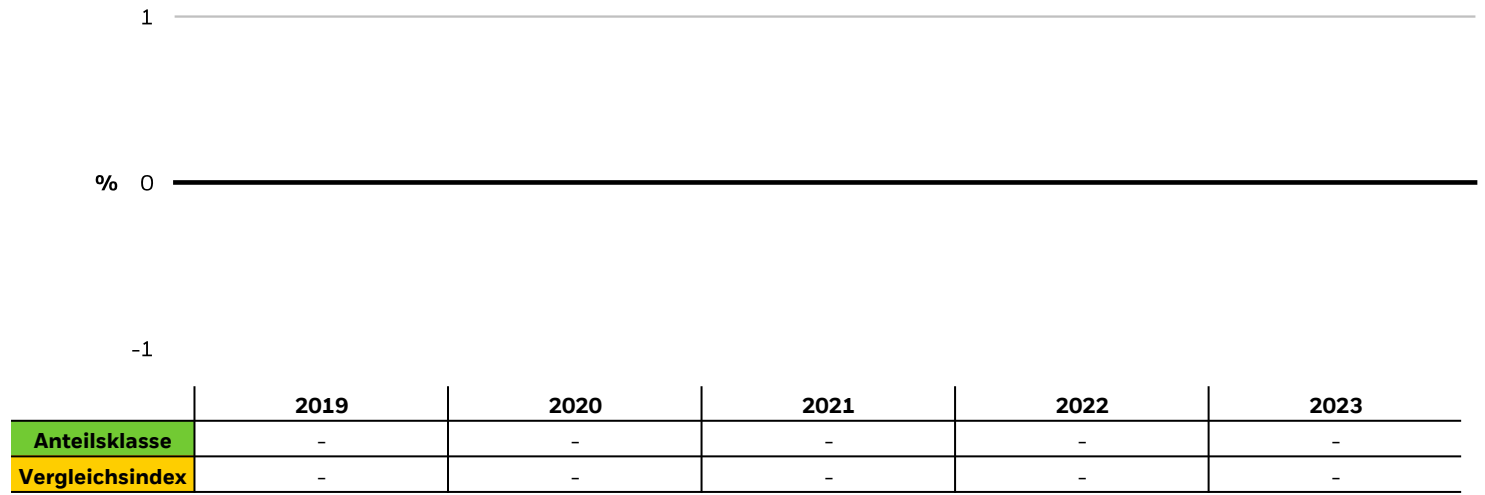 1
% 0
-1
2019 2020 2021 2022 2023
Anteilsklasse - - - - -
Vergleichsindex - - - - -